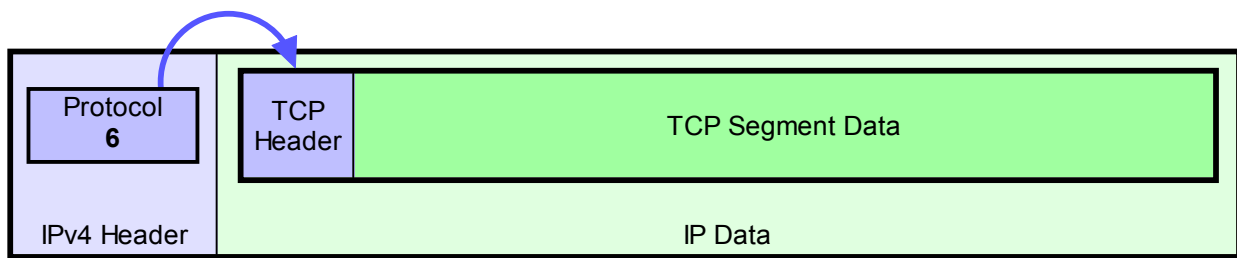 Protocol
6
TCP
Header
TCP Segment Data
IPv4 Header
IP Data